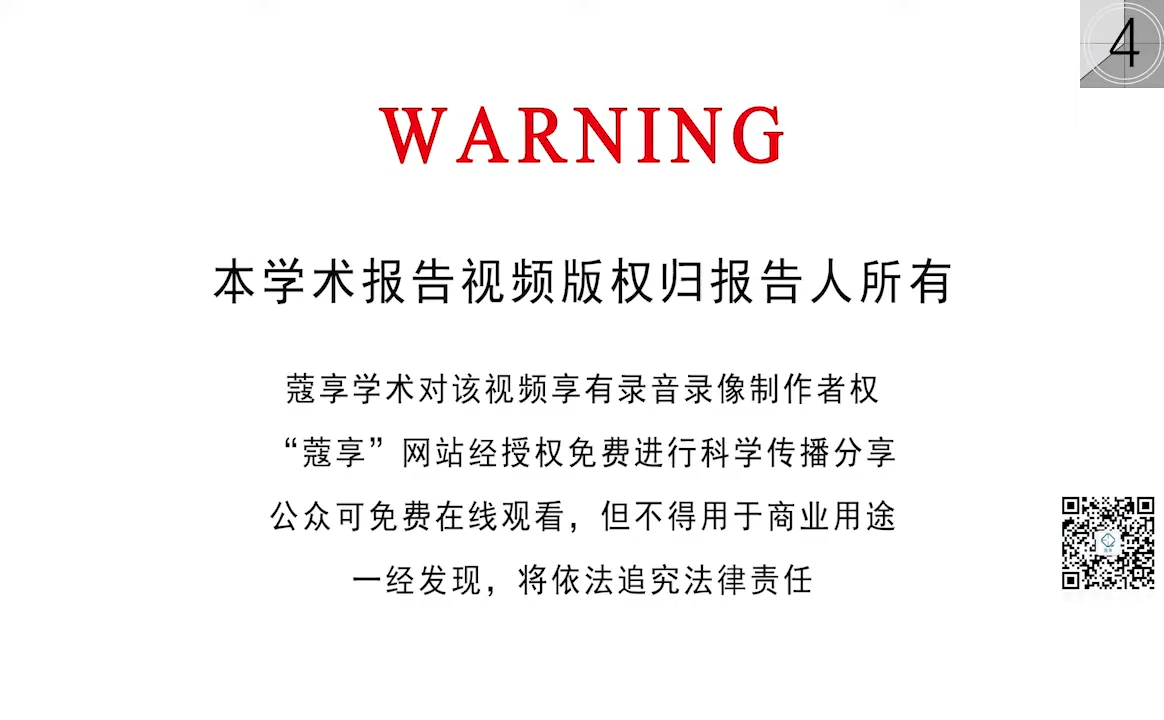 4
WARNING
本学术报告视频版权归报告人所有
蔻享学术对该视频享有录音录像制作者权
“蔻享”网站经授权免费进行科学传播分享
公众可免费在线观看，但不得用于商业用途
一经发现，将依法追究法律责任